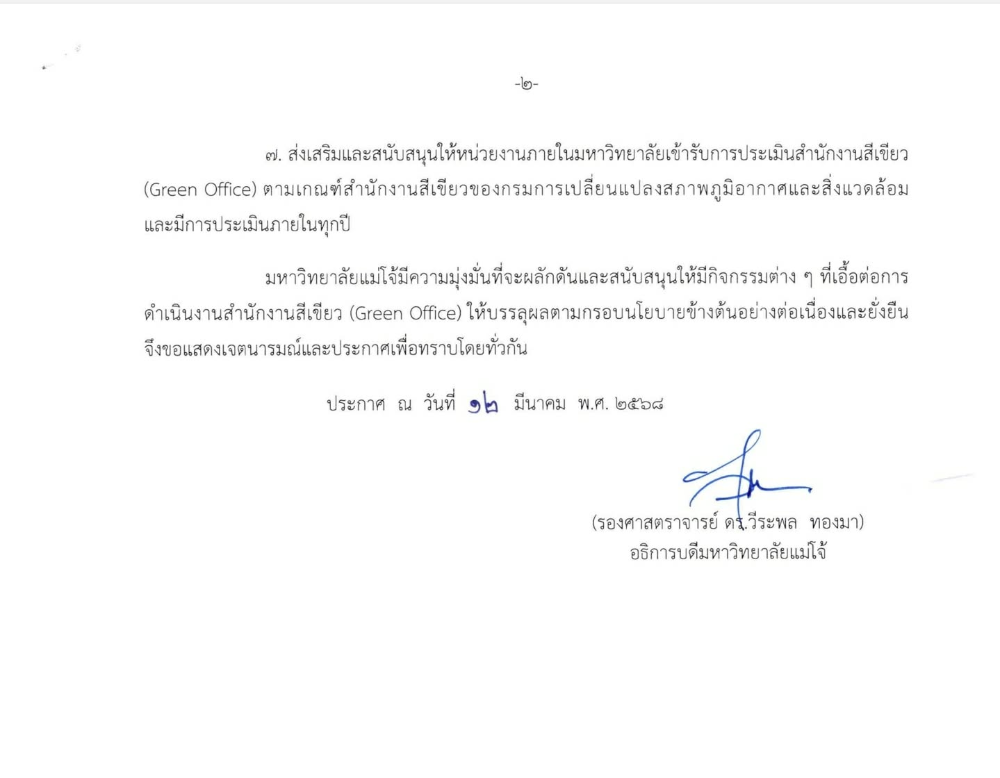 -๒-
๗. ส่งเสริมและสนับสนุนให้หน่วยงานภายในมหาวิทยาลัยเข้ารับการประเมินสำนักงานสีเขียว
(Green Office) ตามเกณฑ์สำนักงานสีเขียวของกรมการเปลี่ยนแปลงสภาพภูมิอากาศและสิ่งแวดล้อม
และมีการประเมินภายในทุกปี
มหาวิทยาลัยแม่โจ้มีความมุ่งมั่นที่จะผลักดันและสนับสนุนให้มีกิจกรรมต่าง ๆ ที่เอื้อต่อการ
ดำเนินงานสำนักงานสีเขียว (Green Office) ให้บรรลุผลตามกรอบนโยบายข้างต้นอย่างต่อเนื่องและยั่งยืน
จึงขอแสดงเจตนารมณ์และประกาศเพื่อทราบโดยทั่วกัน
ประกาศ ณ วันที่ ๑๒ มีนาคม พ.ศ. ๒๕๖๘
(รองศาสตราจารย์ ดร.วีระพล ทองมา)
อธิการบดีมหาวิทยาลัยแม่โจ้